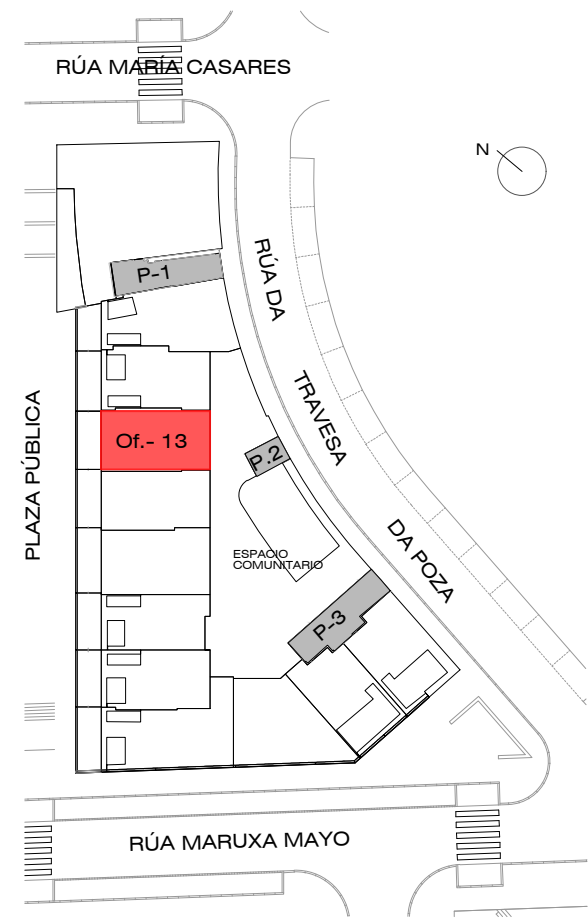 RÚA MARÍA CASARES
N
P-1
RÚA DA
TRAVESA
DA POZA
PLAZA PÚBLICA
Of.- 13
P.2
ESPACIO
COMUNITARIO
P-3
RÚA MARUXA MAYO